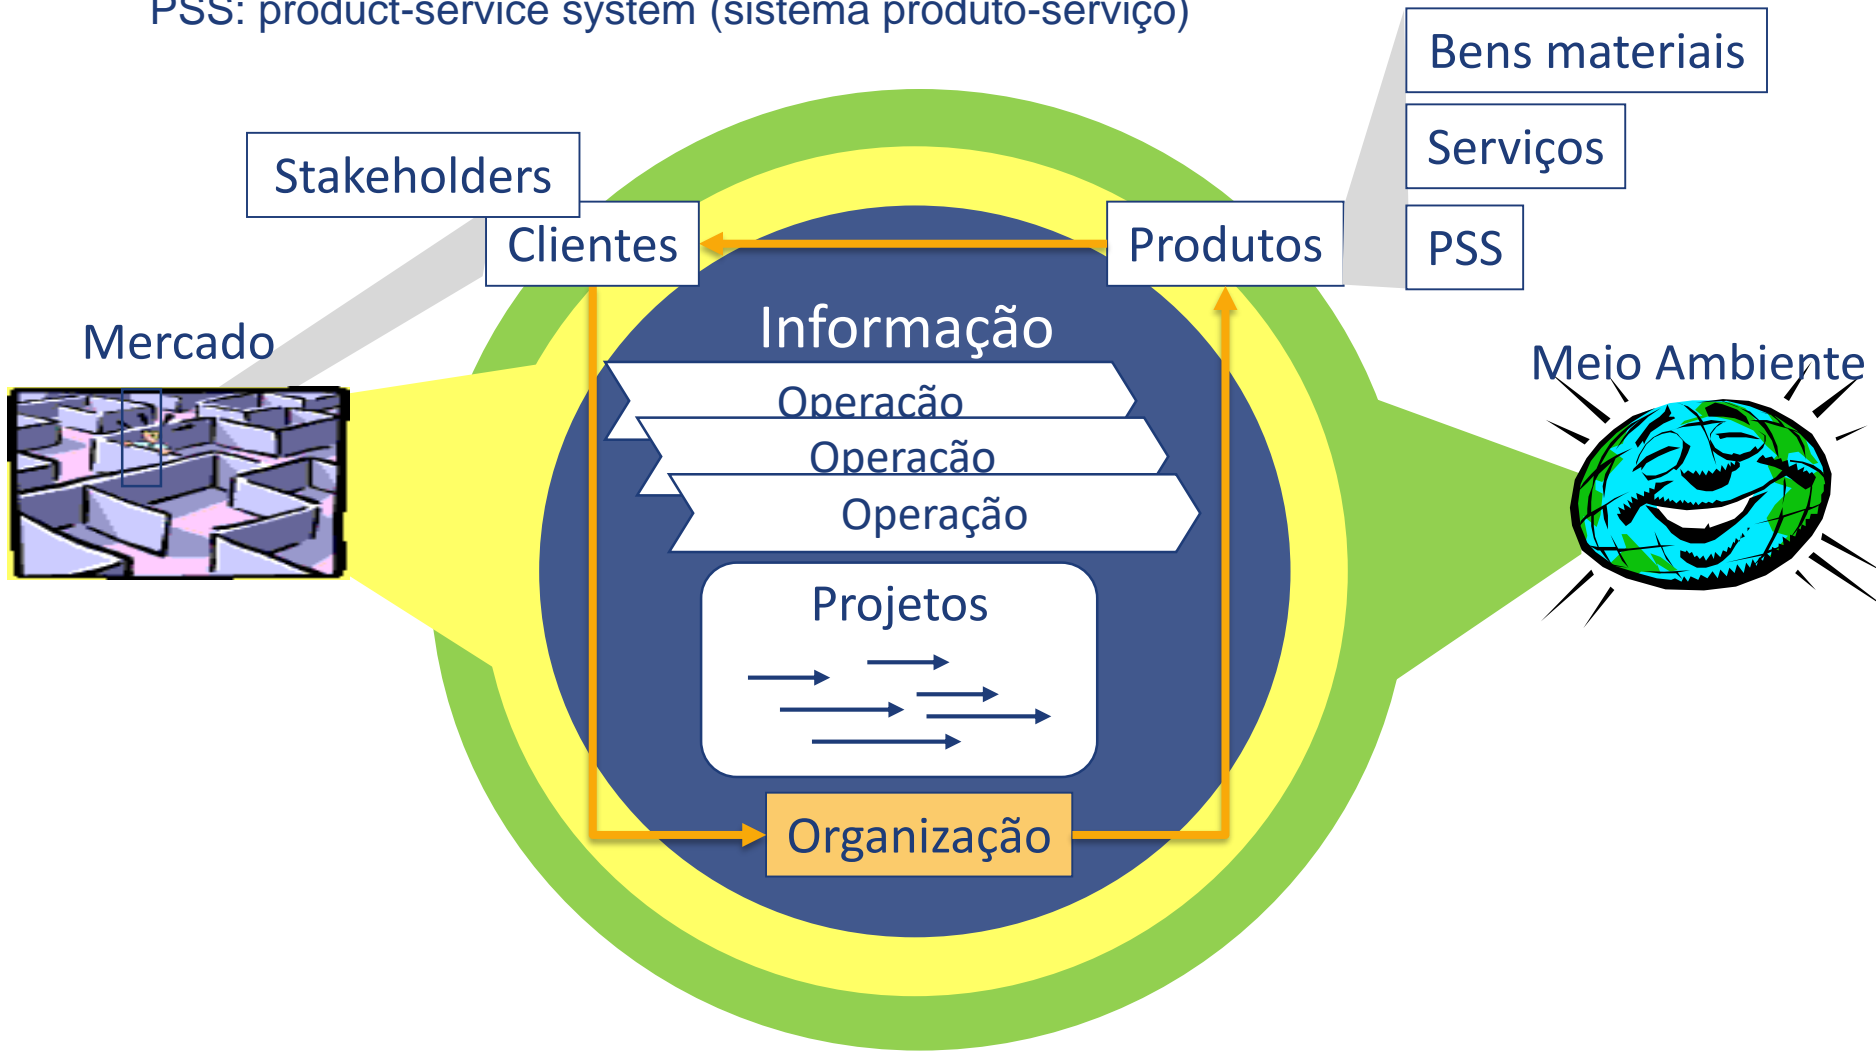 PSS: product-service system (sistema produto-serviço)
Bens materiais
Serviços
PSS
Stakeholders
Clientes
Produtos
Informação
Mercado
Meio Ambiente
Operação
Operação
Operação
Projetos
Organização